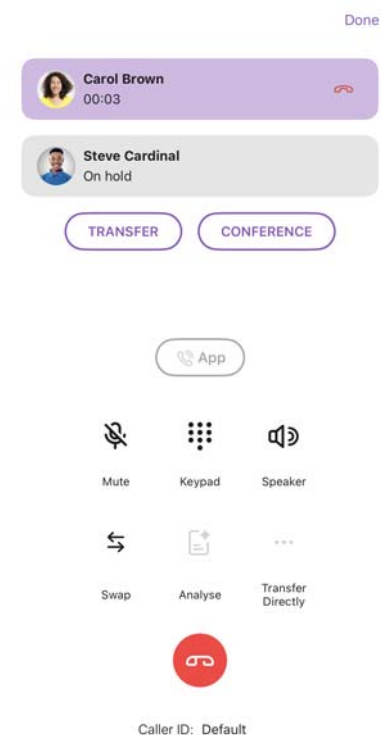 Done
Carol Brown
00:03
Steve Cardinal
On hold
TRANSFER CONFERENCE
App
Mute Keypad Speaker
Swap Analyse Transfer
Directly
Caller ID: Default